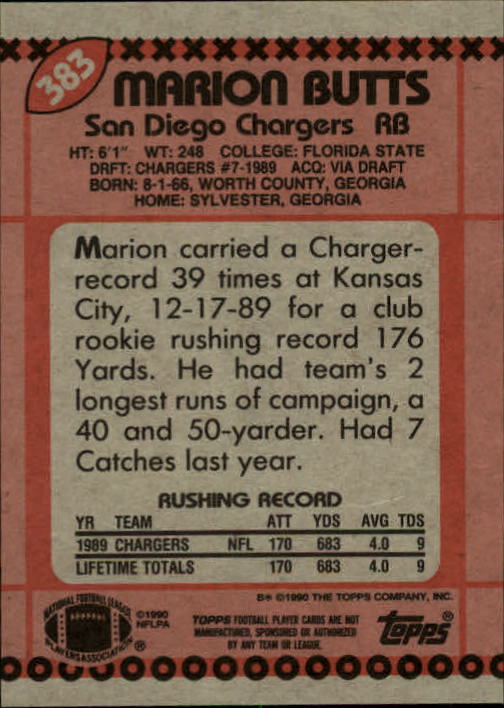 383
MARION BUTTS
San Diego Chargers RB
HT: 6'1" WT: 248 COLLEGE: FLORIDA STATE
DRFT: CHARGERS #7-1989 ACQ: VIA DRAFT
BORN: 8-1-66, WORTH COUNTY, GEORGIA
HOME: SYLVESTER, GEORGIA
Marion carried a Charger-
record 39 times at Kansas
City, 12-17-89 for a club
rookie rushing record 176
Yards. He had team's 2
longest runs of campaign, a
40 and 50-yarder. Had 7
Catches last year.
RUSHING RECORD
YR TEAM ATT YDS AVG TDS
1989 CHARGERS NFL 170 683 4.0 9
LIFETIME TOTALS 170 683 4.0 9
B* ©1990 THE TOPPS COMPANY, INC.
NATIONAL FOOTBALL LEAGUE
PLAYERS ASSOCIATION ®
©1990
NFLPA
TOPPS FOOTBALL PLAYER CARDS ARE NOT
MANUFACTURED, SPONSORED OR AUTHORIZED
BY ANY TEAM OR LEAGUE.
topps®